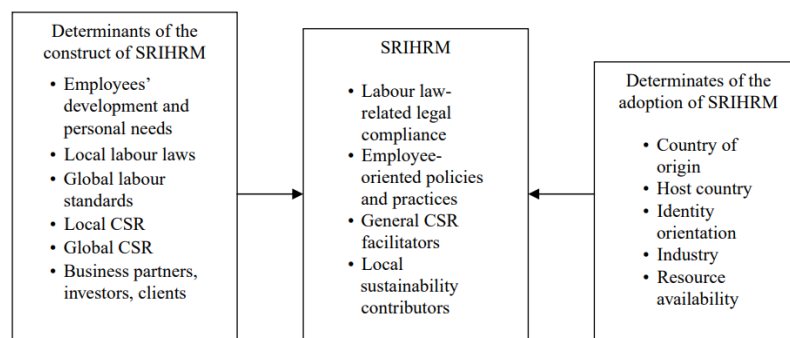 Determinants of the
construct of SRIHRM
• Employees’
development and
personal needs
• Local labour laws
• Global labour
standards
• Local CSR
• Global CSR
• Business partners,
investors, clients
SRIHRM
• Labour law-
related legal
compliance
• Employee-
oriented policies
and practices
• General CSR
facilitators
• Local
sustainability
contributors
Determinates of the
adoption of SRIHRM
• Country of
origin
• Host country
• Identity
orientation
• Industry
• Resource
availability